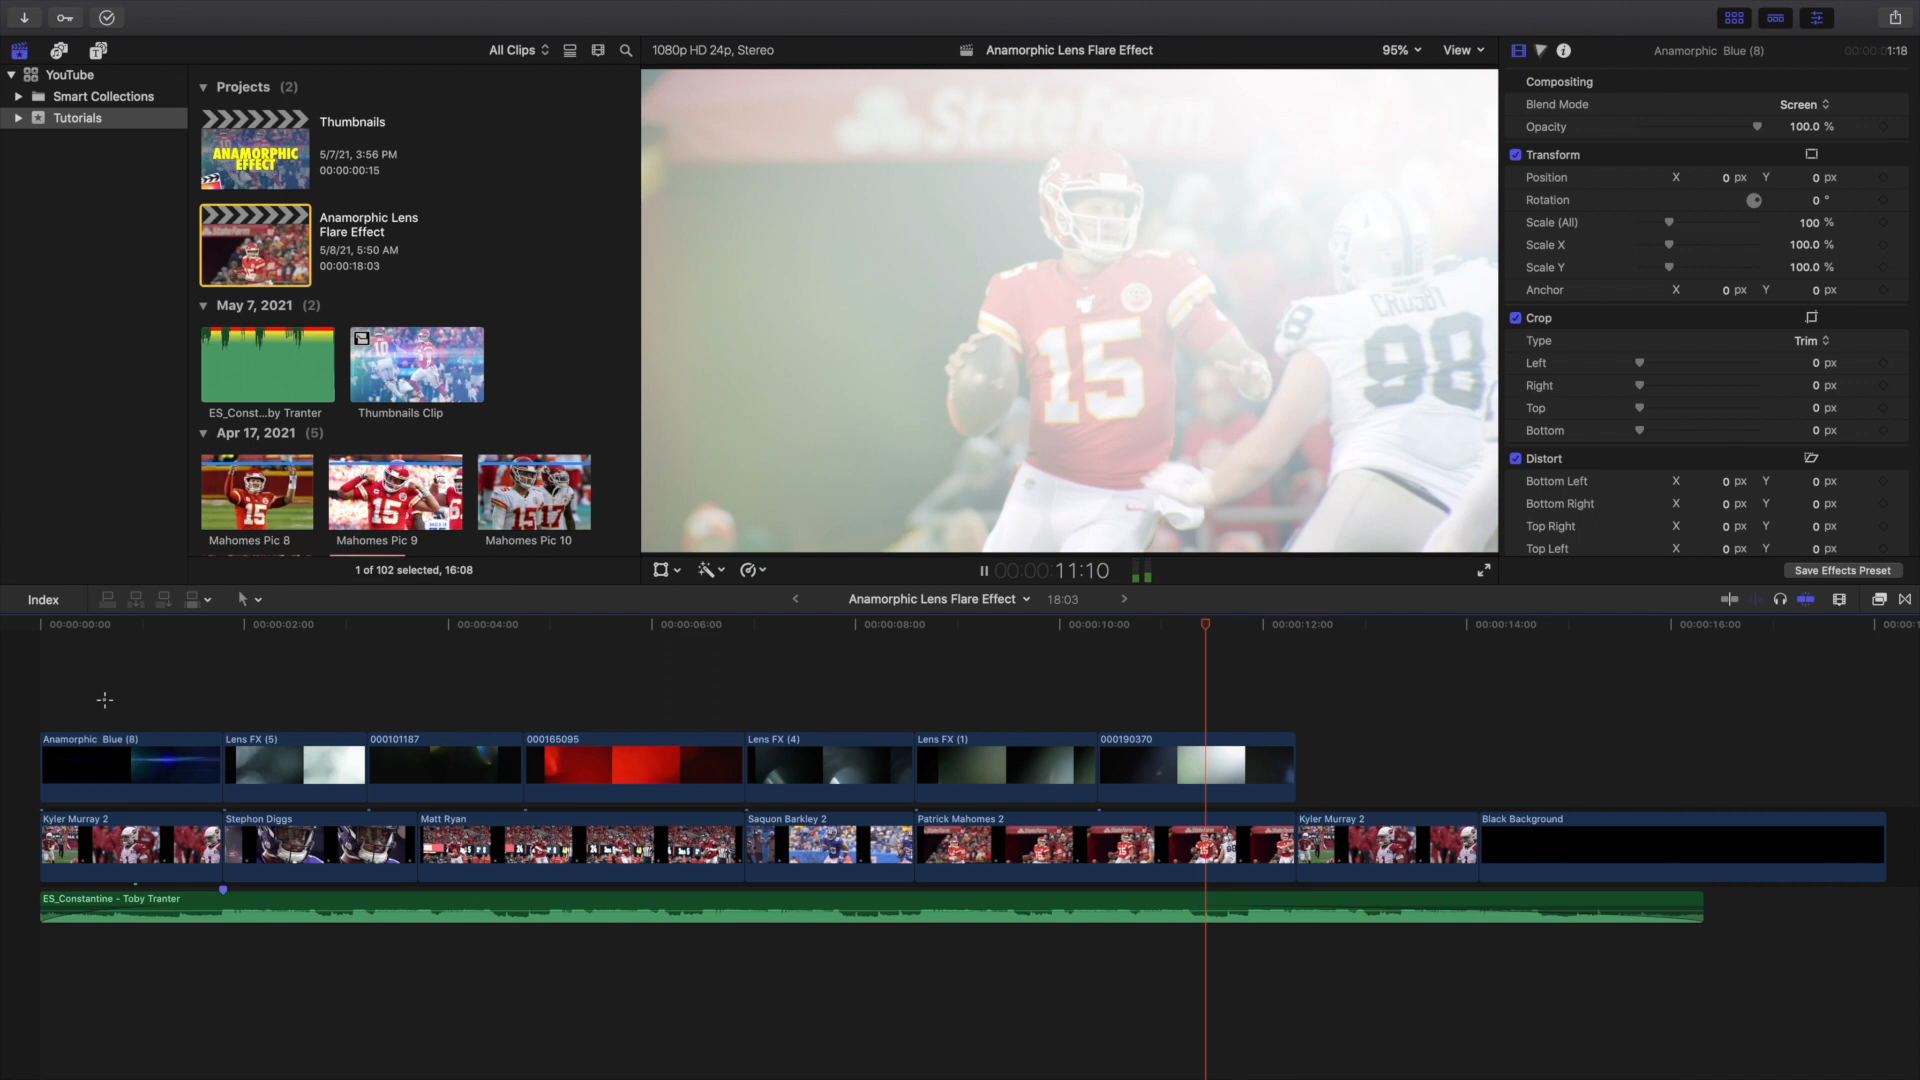 All Clips
1080p HD 24p, Stereo
Anamorphic Lens Flare Effect
95%
View
Anamorphic  Blue (8)
00:00:01:18
YouTube
Smart Collections
Tutorials
Projects (2)
ANAMORPHIC
EFFECT
Thumbnails
5/7/21, 3:56 PM
00:00:00:15
Anamorphic Lens
Flare Effect
5/8/21, 5:50 AM
00:00:18:03
May 7, 2021 (2)
ES_Const...by Tranter
Thumbnails Clip
Apr 17, 2021 (5)
Mahomes Pic 8
Mahomes Pic 9
Mahomes Pic 10
1 of 102 selected, 16:08
State Farm
15
CROSBY
98
00:00:11:10
Compositing
Blend Mode Screen
Opacity 100.0 %
Transform
Position X 0 px Y 0 px
Rotation 0 °
Scale (All) 100 %
Scale X 100.0 %
Scale Y 100.0 %
Anchor X 0 px Y 0 px
Crop
Type Trim
Left 0 px
Right 0 px
Top 0 px
Bottom 0 px
Distort
Bottom Left X 0 px Y 0 px
Bottom Right X 0 px Y 0 px
Top Right X 0 px Y 0 px
Top Left X 0 px Y 0 px
Save Effects Preset
Index
Anamorphic Lens Flare Effect
18:03
00:00:00:00 00:00:02:00 00:00:04:00 00:00:06:00 00:00:08:00 00:00:10:00 00:00:12:00 00:00:14:00 00:00:16:00 00:00:1
Anamorphic  Blue (8) Lens FX (5) 000101187 000165095 Lens FX (4) Lens FX (1) 000190370
Kyler Murray 2 Stephon Diggs Matt Ryan Saquon Barkley 2 Patrick Mahomes 2 Kyler Murray 2 Black Background
ES_Constantine - Toby Tranter